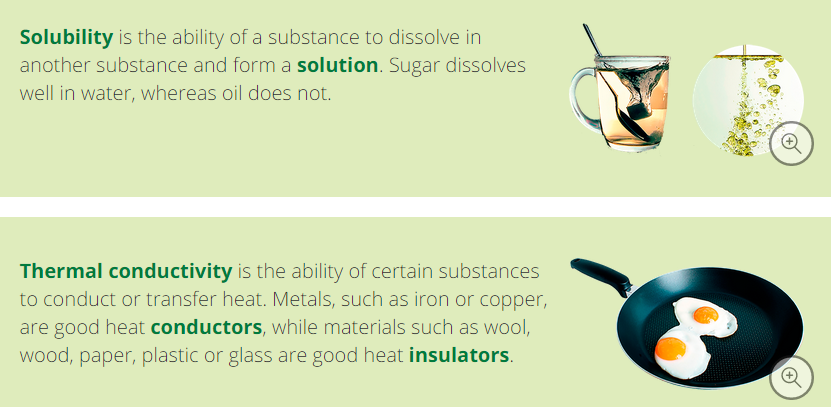 Solubility is the ability of a substance to dissolve in
another substance and form a solution. Sugar dissolves
well in water, whereas oil does not.
Thermal conductivity is the ability of certain substances
to conduct or transfer heat. Metals, such as iron or copper,
are good heat conductors, while materials such as wool,
wood, paper, plastic or glass are good heat insulators.